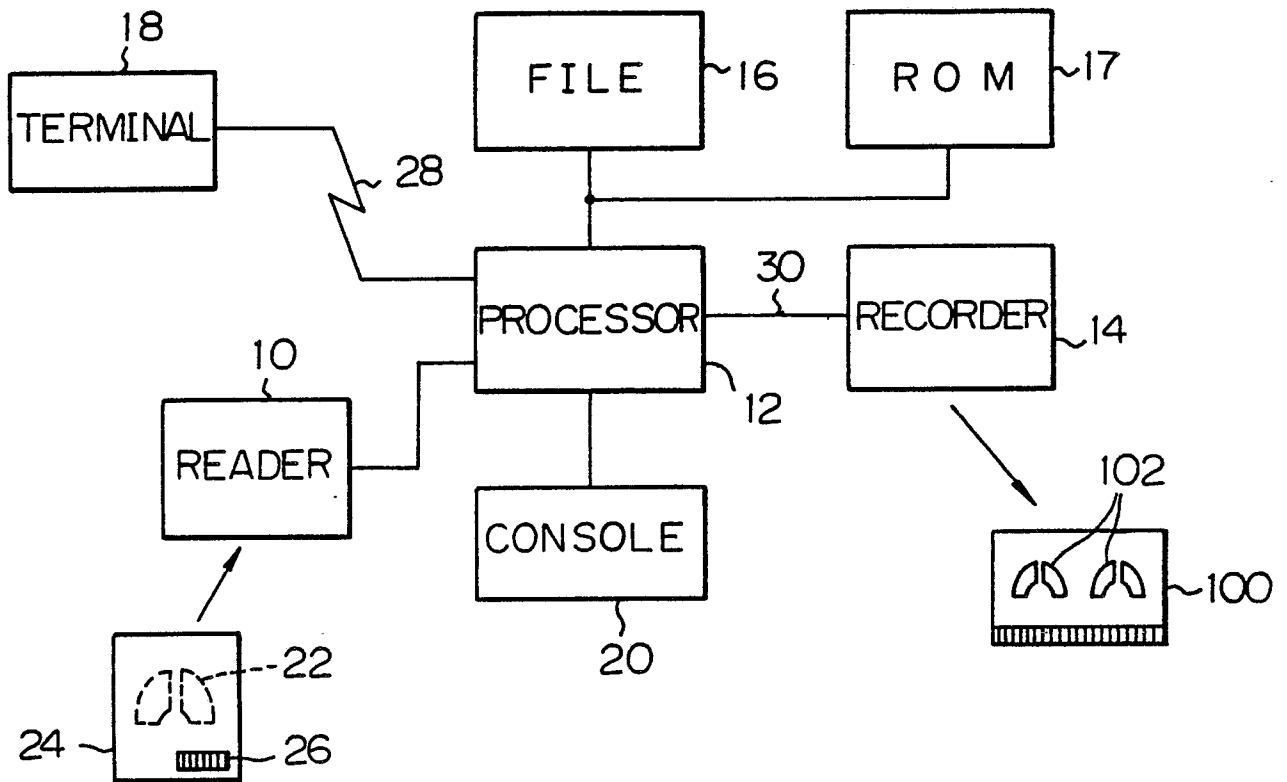 18
TERMINAL
FILE
16
ROM
17
28
PROCESSOR
12
30
RECORDER
14
10
READER
CONSOLE
20
102
100
22
24
26